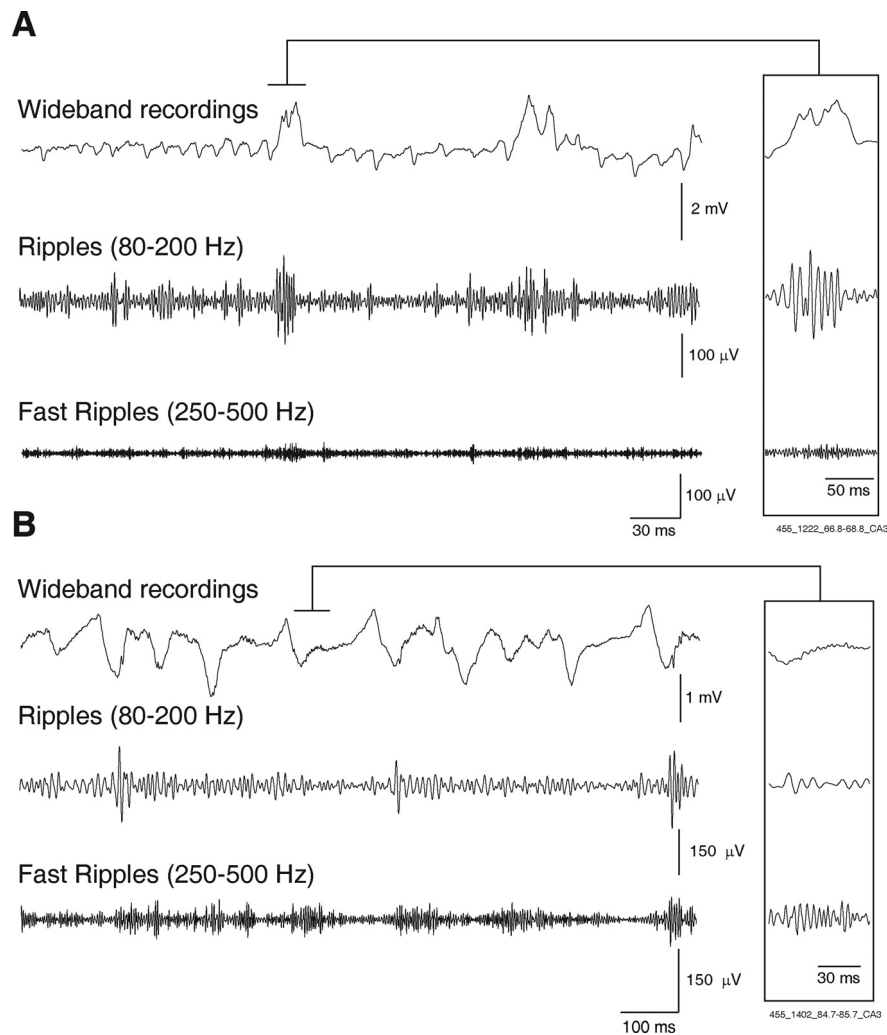 A
Wideband recordings
2 mV
Ripples (80-200 Hz)
100 µV
Fast Ripples (250-500 Hz)
100 µV
30 ms
50 ms
455_1222_66.8-68.8_CA3
B
Wideband recordings
1 mV
Ripples (80-200 Hz)
150 µV
Fast Ripples (250-500 Hz)
150 µV
100 ms
30 ms
455_1402_84.7-85.7_CA3